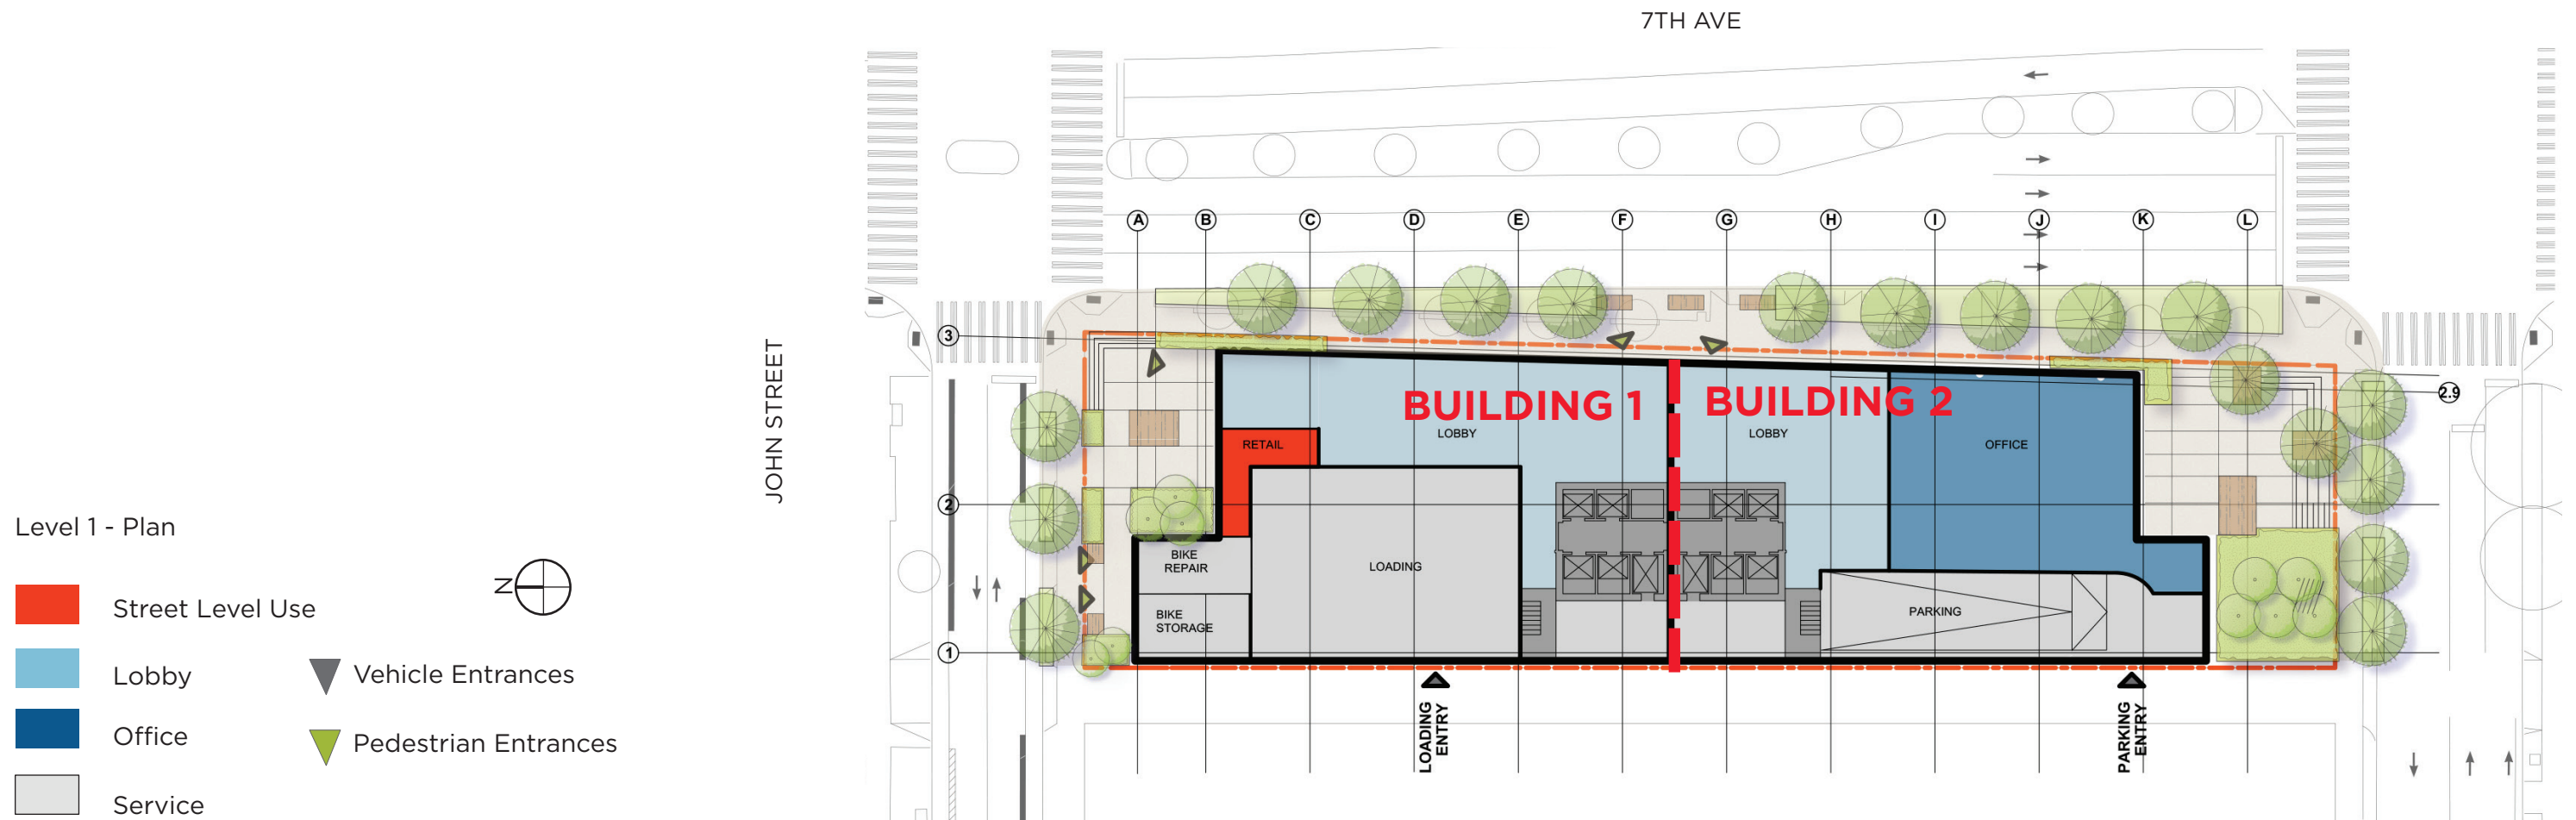 7TH AVE
A B C D E F G H I J K L
3
2.9
BUILDING 1
BUILDING 2
LOBBY
LOBBY
RETAIL
OFFICE
JOHN STREET
2
Level 1 - Plan
BIKE
REPAIR
LOADING
N
Street Level Use
BIKE
STORAGE
PARKING
1
Lobby
Vehicle Entrances
Office
Pedestrian Entrances
Service
LOADING
ENTRY
PARKING
ENTRY